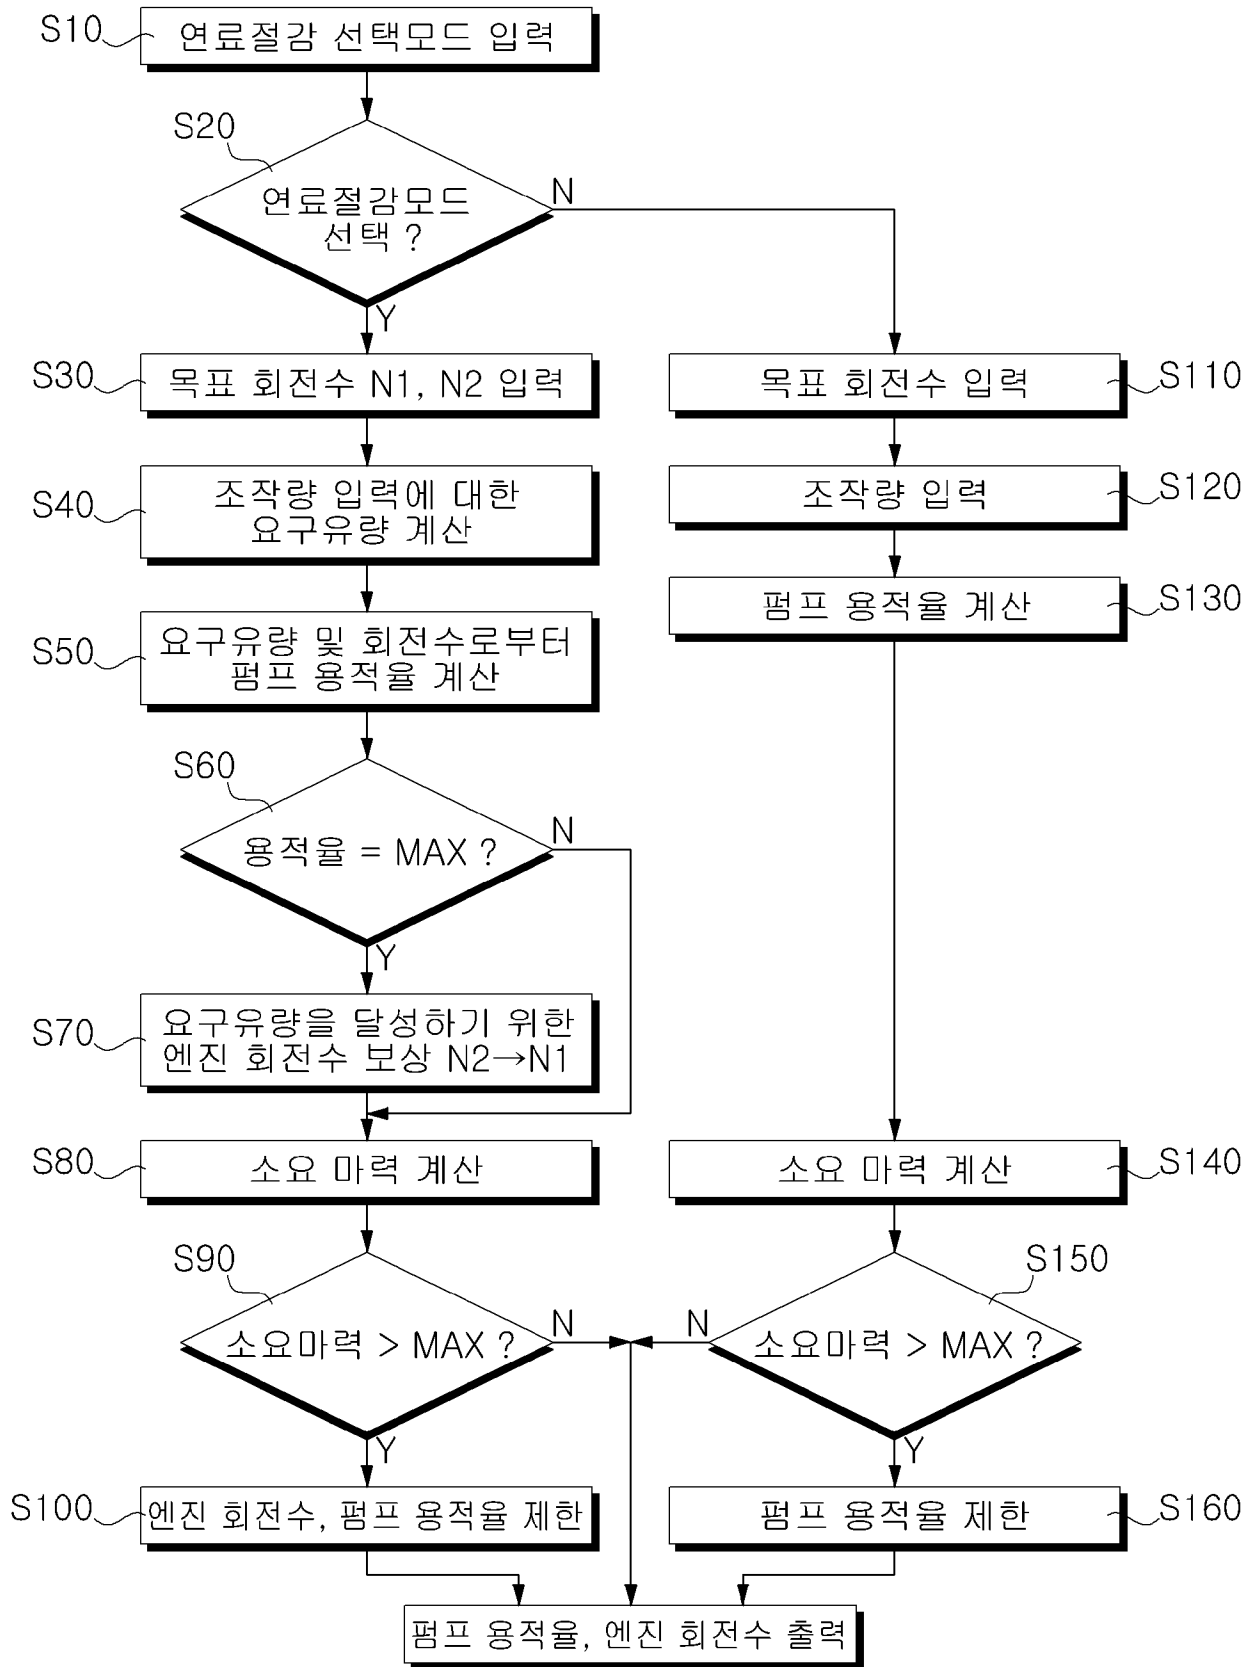 S10
연료절감 선택모드 입력
S20
연료절감모드
선택 ?
N
Y
S30
목표 회전수 N1, N2 입력
목표 회전수 입력
S110
S40
조작량 입력에 대한
요구유량 계산
조작량 입력
S120
S50
요구유량 및 회전수로부터
펌프 용적율 계산
펌프 용적율 계산
S130
S60
용적율 = MAX ?
N
Y
S70
요구유량을 달성하기 위한
엔진 회전수 보상 N2→N1
S80
소요 마력 계산
소요 마력 계산
S140
S90
소요마력 > MAX ?
N
Y
S150
소요마력 > MAX ?
N
Y
S100
엔진 회전수, 펌프 용적율 제한
펌프 용적율 제한
S160
펌프 용적율, 엔진 회전수 출력